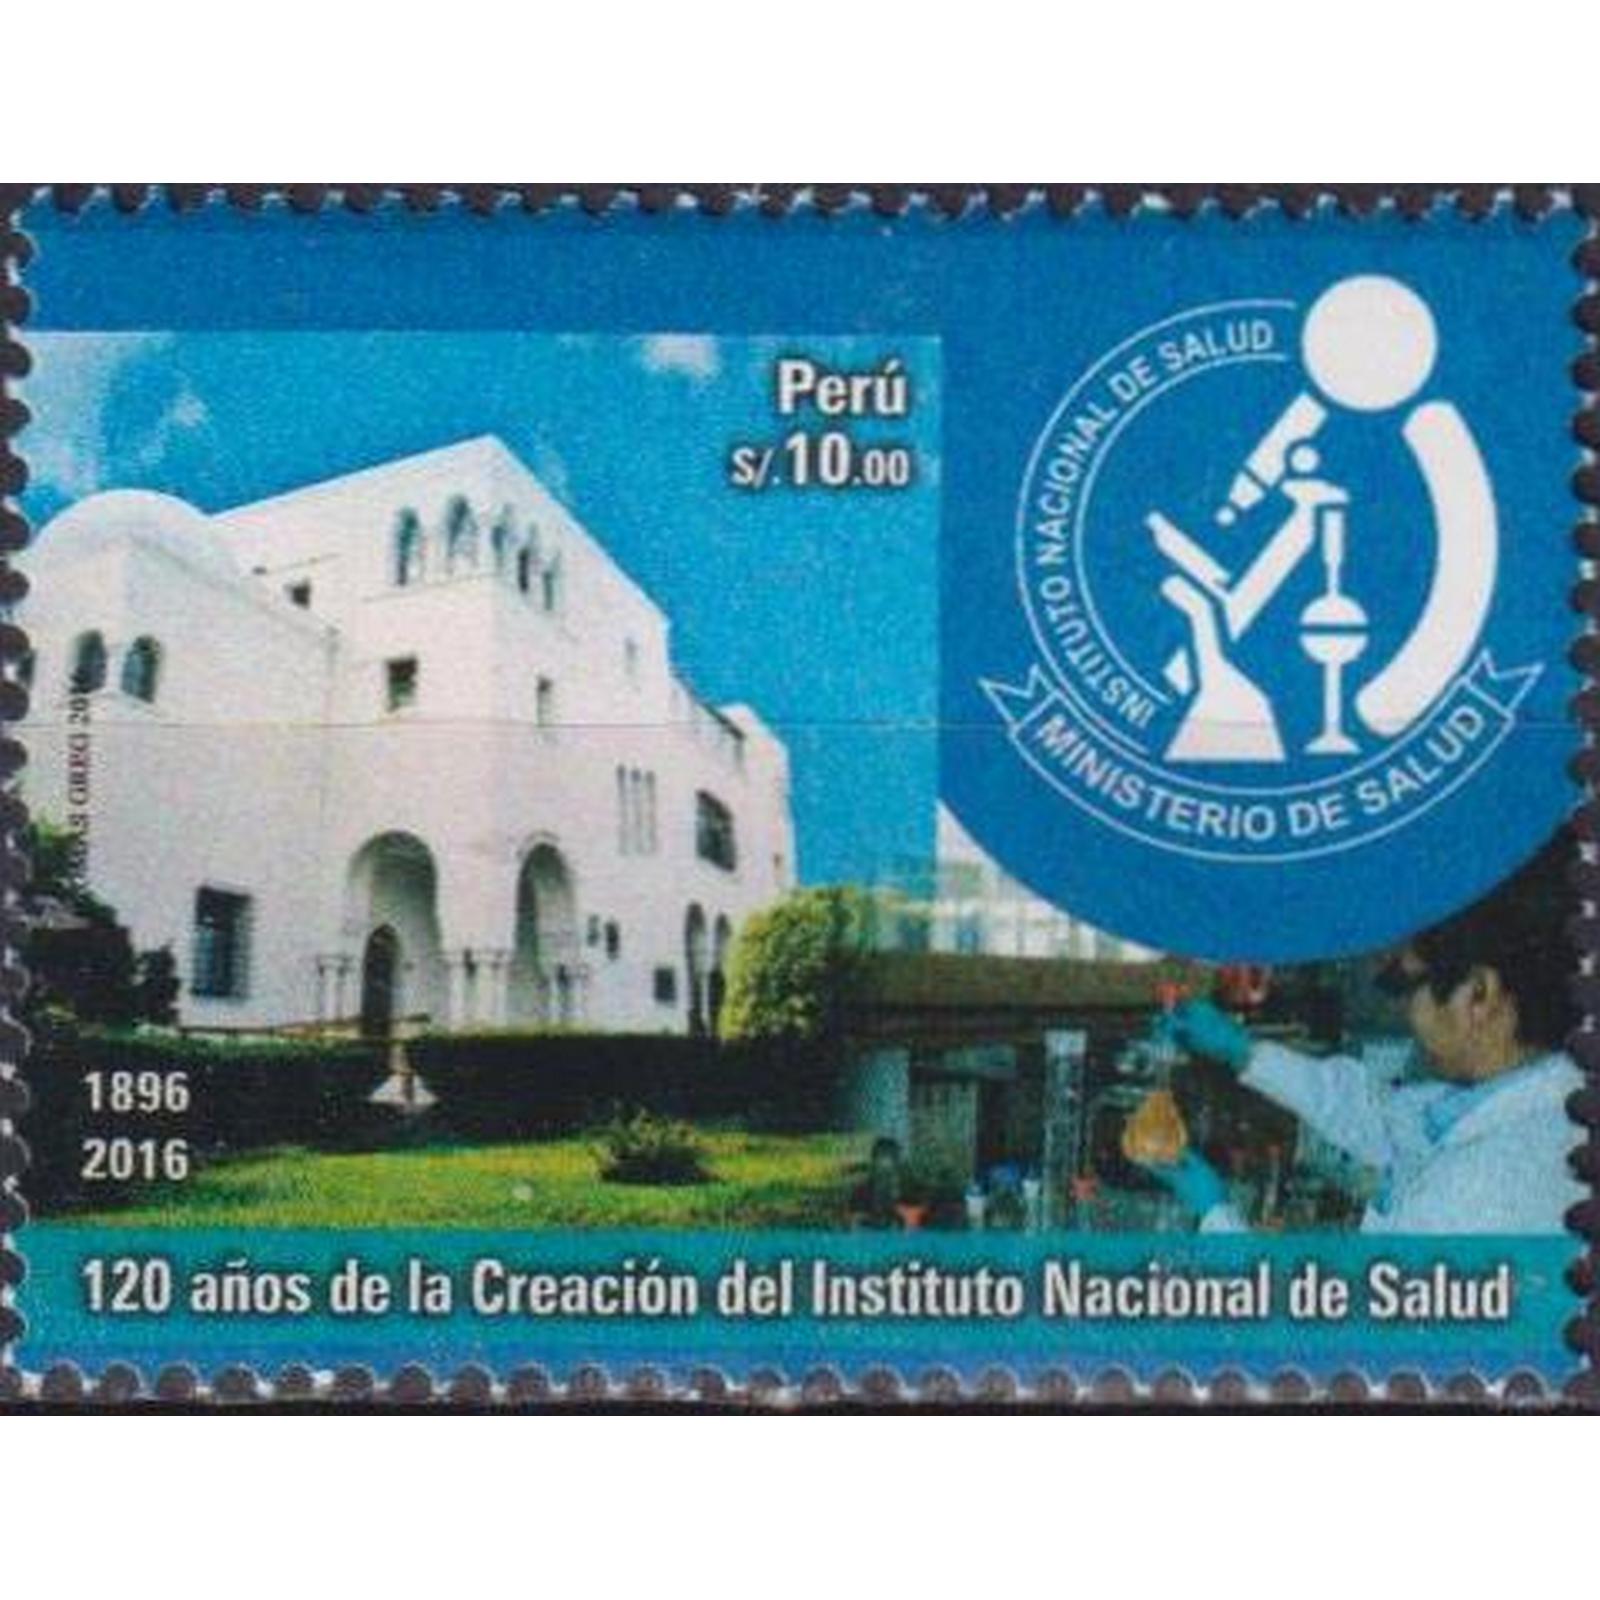 Perú
S/.10.00
INSTITUTO NACIONAL DE SALUD
MINISTERIO DE SALUD
1896
2016
120 años de la Creación del Instituto Nacional de Salud